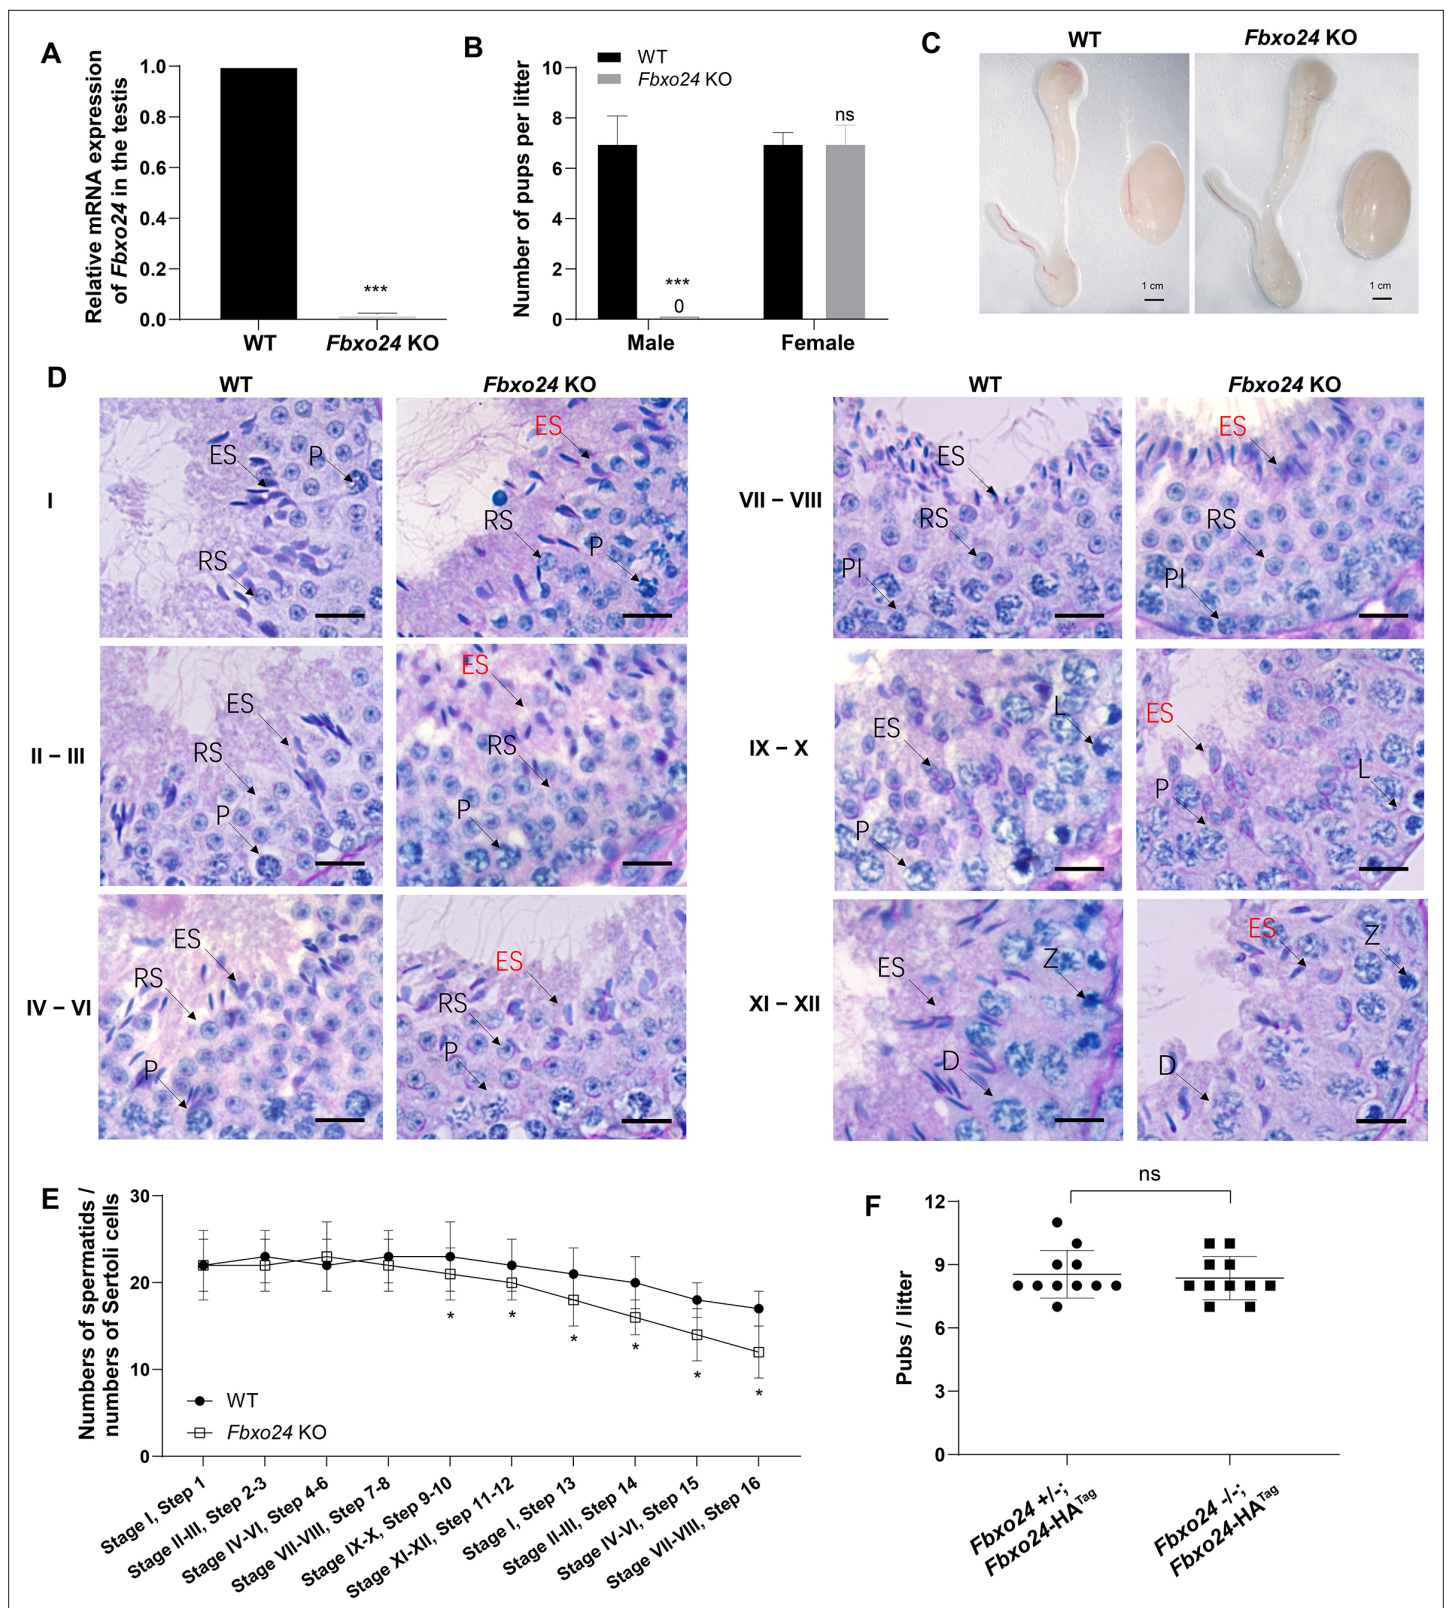 A
Relative mRNA expression
of Fbxo24 in the testis
1.0
0.8
0.6
0.4
0.2
0.0
***
WT
Fbxo24 KO
B
WT
Fbxo24 KO
Number of pups per litter
10
8
6
4
2
0
***
0
ns
Male
Female
C
WT
Fbxo24 KO
1 cm
1 cm
D
WT
Fbxo24 KO
WT
Fbxo24 KO
I
ES
P
RS
ES
RS
P
VII – VIII
ES
RS
Pl
ES
RS
Pl
II – III
ES
RS
P
ES
RS
P
IX – X
ES
L
P
ES
P
L
IV – VI
ES
RS
P
ES
RS
P
XI – XII
ES
Z
D
ES
Z
D
E
Numbers of spermatids /
numbers of Sertoli cells
30
20
10
0
*
*
*
*
*
*
WT
Fbxo24 KO
Stage I, Step 1
Stage II-III, Step 2-3
Stage IV-VI, Step 4-6
Stage VII-VIII, Step 7-8
Stage IX-X, Step 9-10
Stage XI-XII, Step 11-12
Stage I, Step 13
Stage II-III, Step 14
Stage IV-VI, Step 15
Stage VII-VIII, Step 16
F
Pubs / litter
12
9
6
3
0
ns
Fbxo24 +/-;
Fbxo24-HATag
Fbxo24 -/-;
Fbxo24-HATag